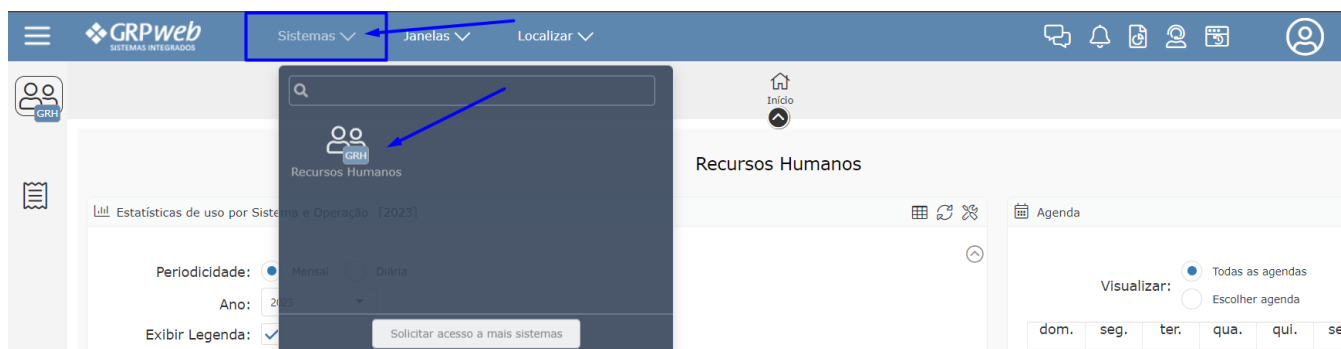 GRPweb
SISTEMAS INTEGRADOS
Sistemas
Janelas
Localizar
GRH
Início
GRH
Recursos Humanos
Recursos Humanos
Estatísticas de uso por Sistema e Operação [2023]
Agenda
Periodicidade: Mensal Diária
Todas as agendas
Visualizar:
Escolher agenda
Ano: 2023
Exibir Legenda:
Solicitar acesso a mais sistemas
dom. seg. ter. qua. qui. se